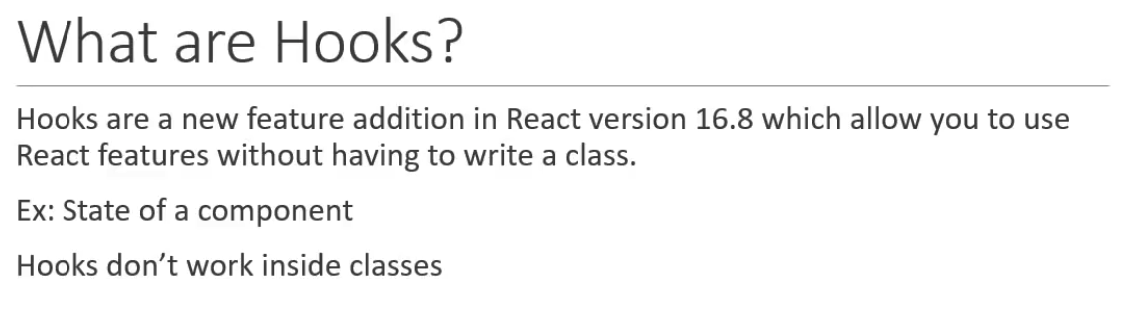 What are Hooks?
Hooks are a new feature addition in React version 16.8 which allow you to use
React features without having to write a class.
Ex: State of a component
Hooks don’t work inside classes